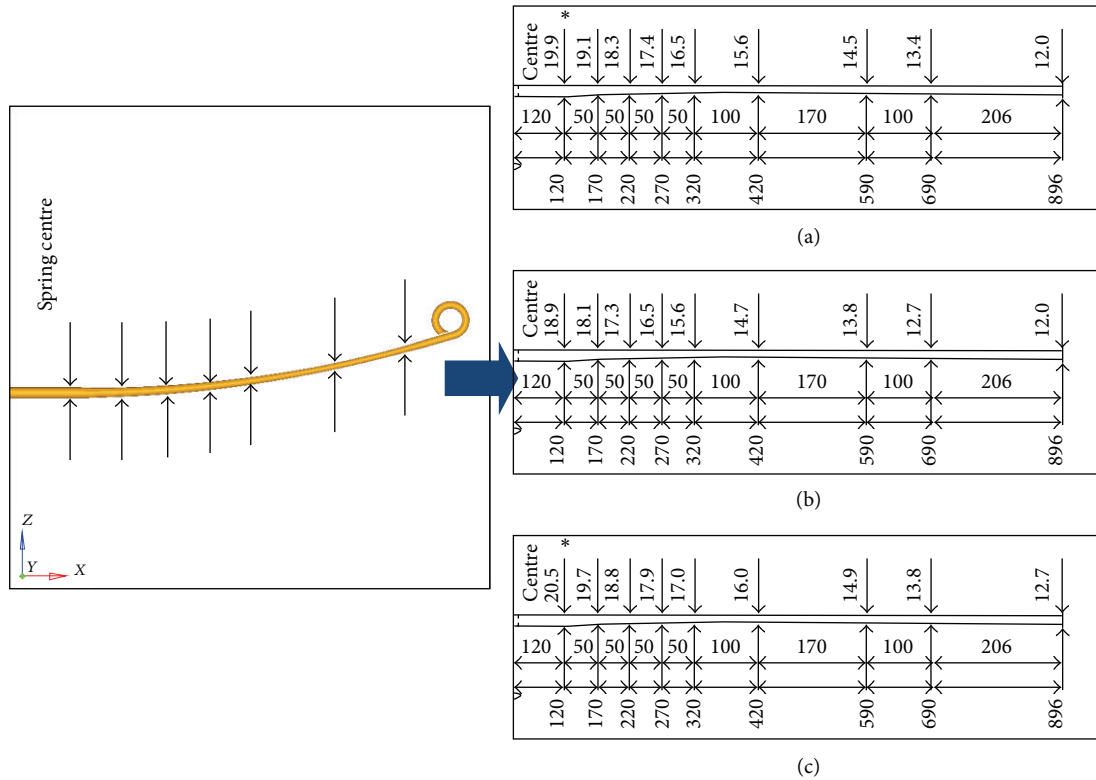 Spring centre
Z
Y
X
Centre
*
19.9 19.1 18.3 17.4 16.5 15.6 14.5 13.4 12.0
120 50 50 50 50 100 170 100 206
120 170 220 270 320 420 590 690 896
(a)
Centre
18.9 18.1 17.3 16.5 15.6 14.7 13.8 12.7 12.0
120 50 50 50 50 100 170 100 206
120 170 220 270 320 420 590 690 896
(b)
Centre
*
20.5 19.7 18.8 17.9 17.0 16.0 14.9 13.8 12.7
120 50 50 50 50 100 170 100 206
120 170 220 270 320 420 590 690 896
(c)